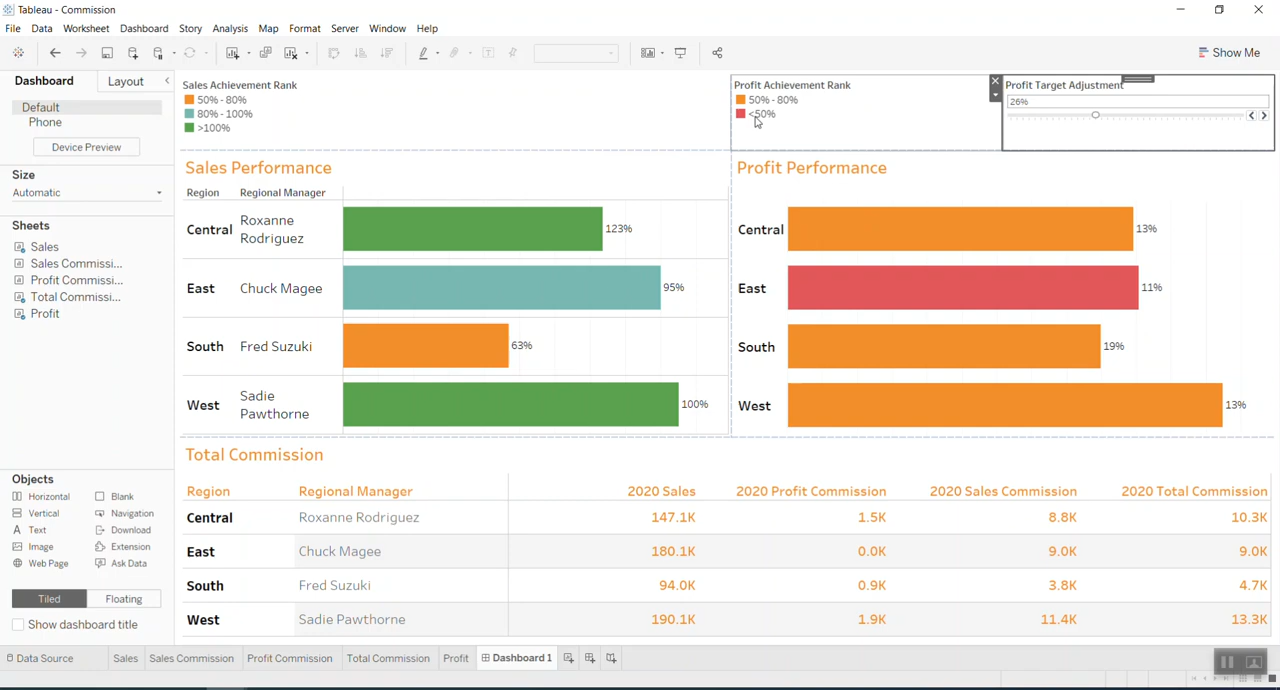 Tableau - Commission
File Data Worksheet Dashboard Story Analysis Map Format Server Window Help
Show Me
Dashboard Layout
Default
Phone
Device Preview
Size
Automatic
Sheets
Sales
Sales Commissi...
Profit Commissi...
Total Commissi...
Profit
Objects
Horizontal Blank
Vertical Navigation
Text Download
Image Extension
Web Page Ask Data
Tiled Floating
Show dashboard title
Sales Achievement Rank
50% - 80%
80% - 100%
>100%
Profit Achievement Rank
50% - 80%
<50%
Profit Target Adjustment
26%
Sales Performance
Region Regional Manager
Central Roxanne Rodriguez 123%
East Chuck Magee 95%
South Fred Suzuki 63%
West Sadie Pawthorne 100%
Profit Performance
Central 13%
East 11%
South 19%
West 13%
Total Commission
Region Regional Manager 2020 Sales 2020 Profit Commission 2020 Sales Commission 2020 Total Commission
Central Roxanne Rodriguez 147.1K 1.5K 8.8K 10.3K
East Chuck Magee 180.1K 0.0K 9.0K 9.0K
South Fred Suzuki 94.0K 0.9K 3.8K 4.7K
West Sadie Pawthorne 190.1K 1.9K 11.4K 13.3K
Data Source Sales Sales Commission Profit Commission Total Commission Profit Dashboard 1